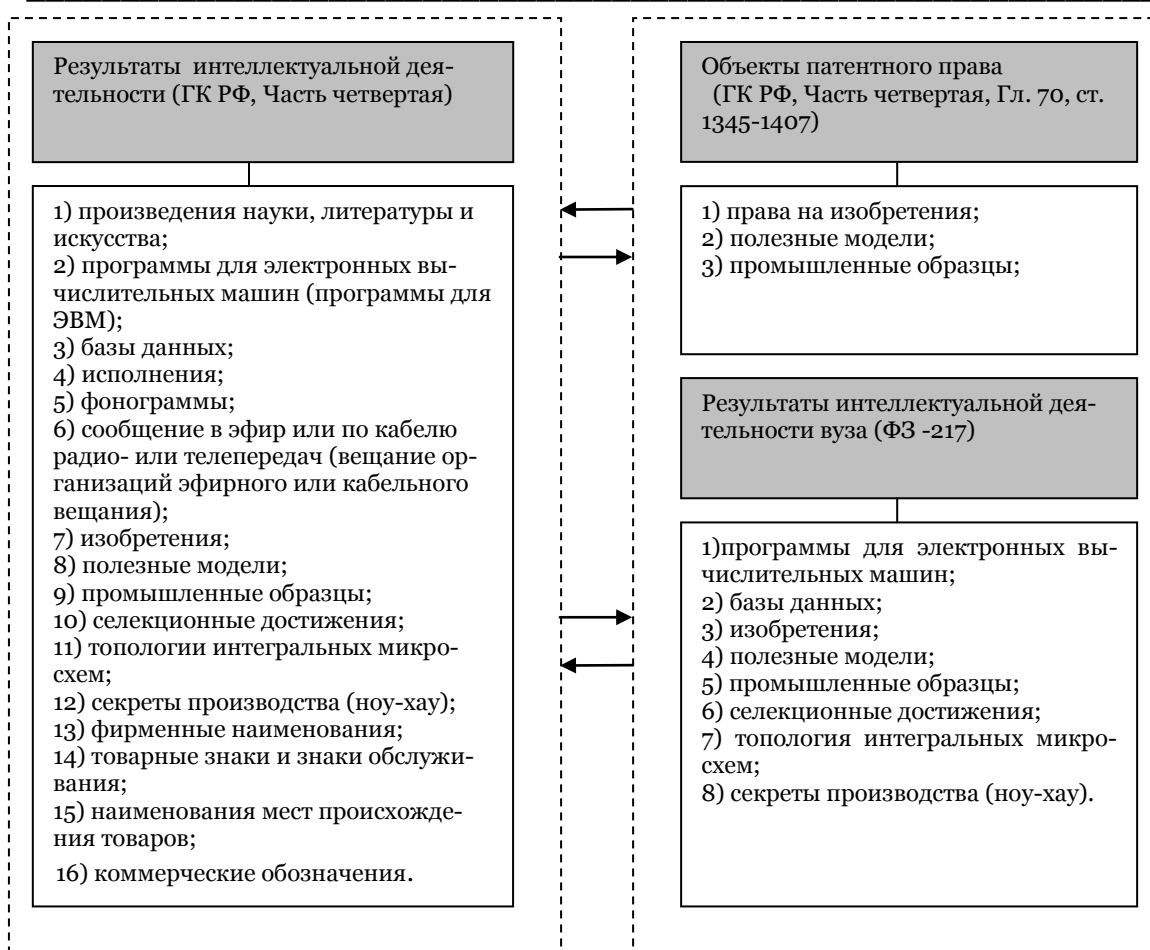 Результаты интеллектуальной дея-
тельности (ГК РФ, Часть четвертая)
1) произведения науки, литературы и
искусства;
2) программы для электронных вы-
числительных машин (программы для
ЭВМ);
3) базы данных;
4) исполнения;
5) фонограммы;
6) сообщение в эфир или по кабелю
радио- или телепередач (вещание ор-
ганизаций эфирного или кабельного
вещания);
7) изобретения;
8) полезные модели;
9) промышленные образцы;
10) селекционные достижения;
11) топологии интегральных микро-
схем;
12) секреты производства (ноу-хау);
13) фирменные наименования;
14) товарные знаки и знаки обслужи-
вания;
15) наименования мест происхожде-
ния товаров;
16) коммерческие обозначения.
Объекты патентного права
(ГК РФ, Часть четвертая, Гл. 70, ст.
1345-1407)
1) права на изобретения;
2) полезные модели;
3) промышленные образцы;
Результаты интеллектуальной дея-
тельности вуза (ФЗ -217)
1)программы для электронных вы-
числительных машин;
2) базы данных;
3) изобретения;
4) полезные модели;
5) промышленные образцы;
6) селекционные достижения;
7) топология интегральных микро-
схем;
8) секреты производства (ноу-хау).